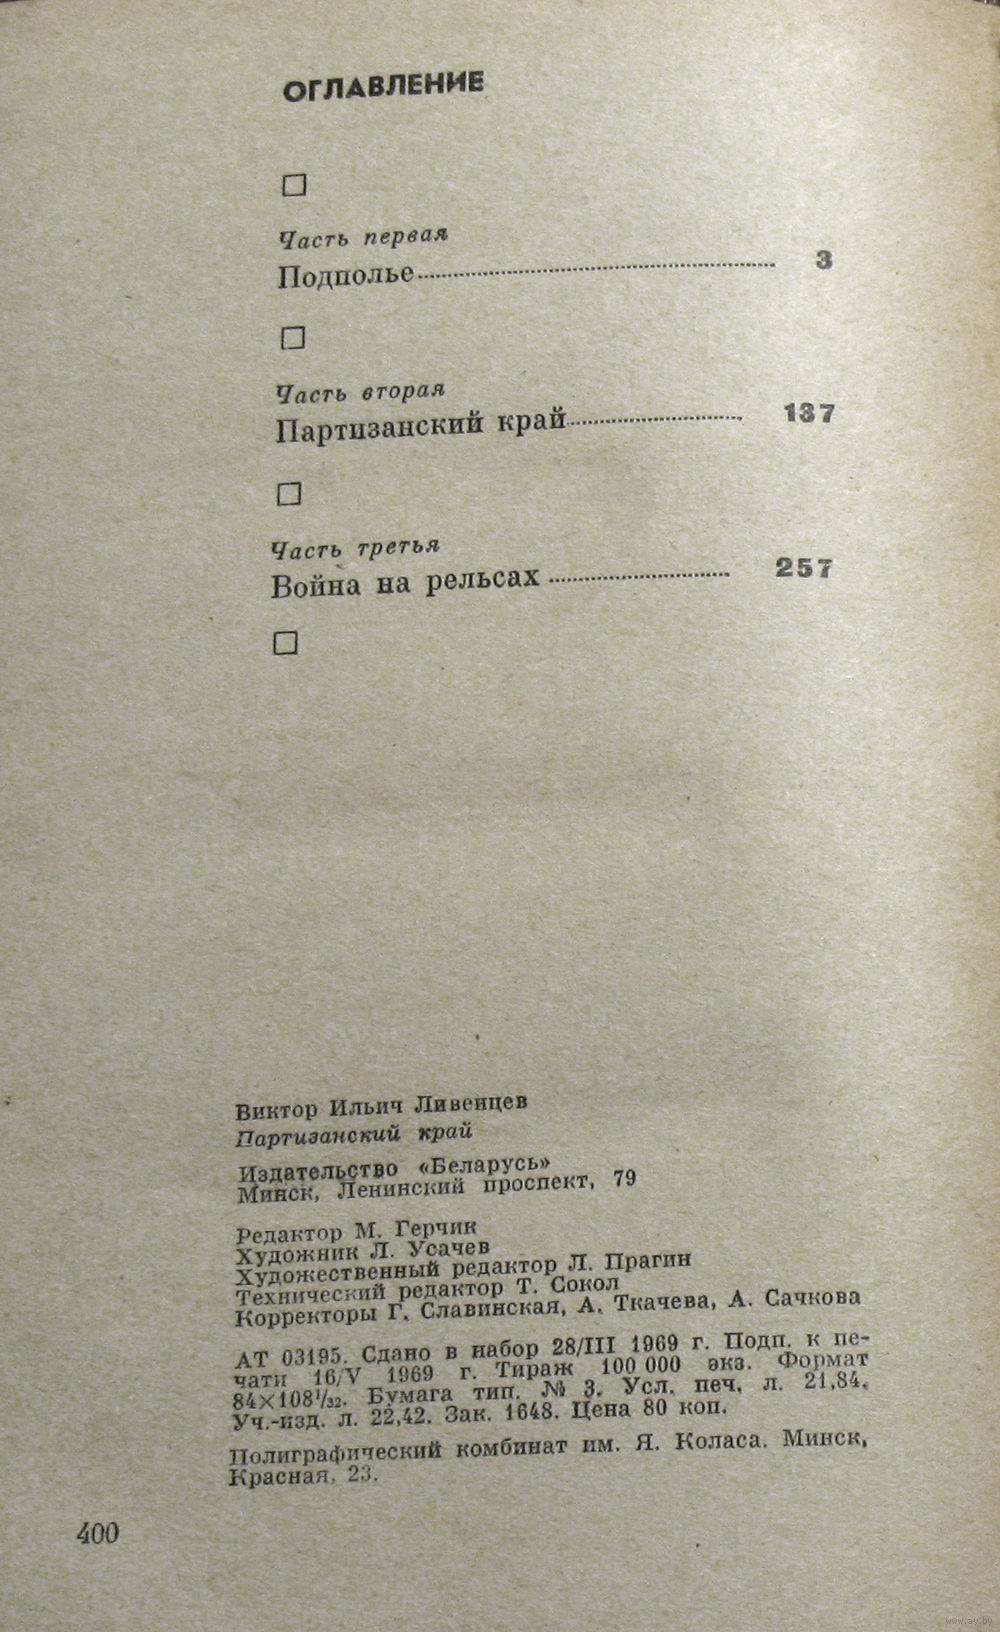 ОГЛАВЛЕНИЕ
Часть первая
Подполье 3
Часть вторая
Партизанский край 137
Часть третья
Война на рельсах 257
Виктор Ильич Ливенцев
Партизанский край
Издательство «Беларусь»
Минск, Ленинский проспект, 79
Редактор М. Герчик
Художник Л. Усачев
Художественный редактор Л. Прагин
Технический редактор Т. Сокол
Корректоры Г. Славинская, А. Ткачева, А. Сачкова
АТ 03195. Сдано в набор 28/III 1969 г. Подп. к пе-
чати 16/V 1969 г. Тираж 100 000 экз. Формат
84×108¹/₃₂. Бумага тип. № 3. Усл. печ. л. 21,84.
Уч.-изд. л. 22,42. Зак. 1648. Цена 80 коп.
Полиграфический комбинат им. Я. Коласа. Минск,
Красная, 23.
400
www.ay.by